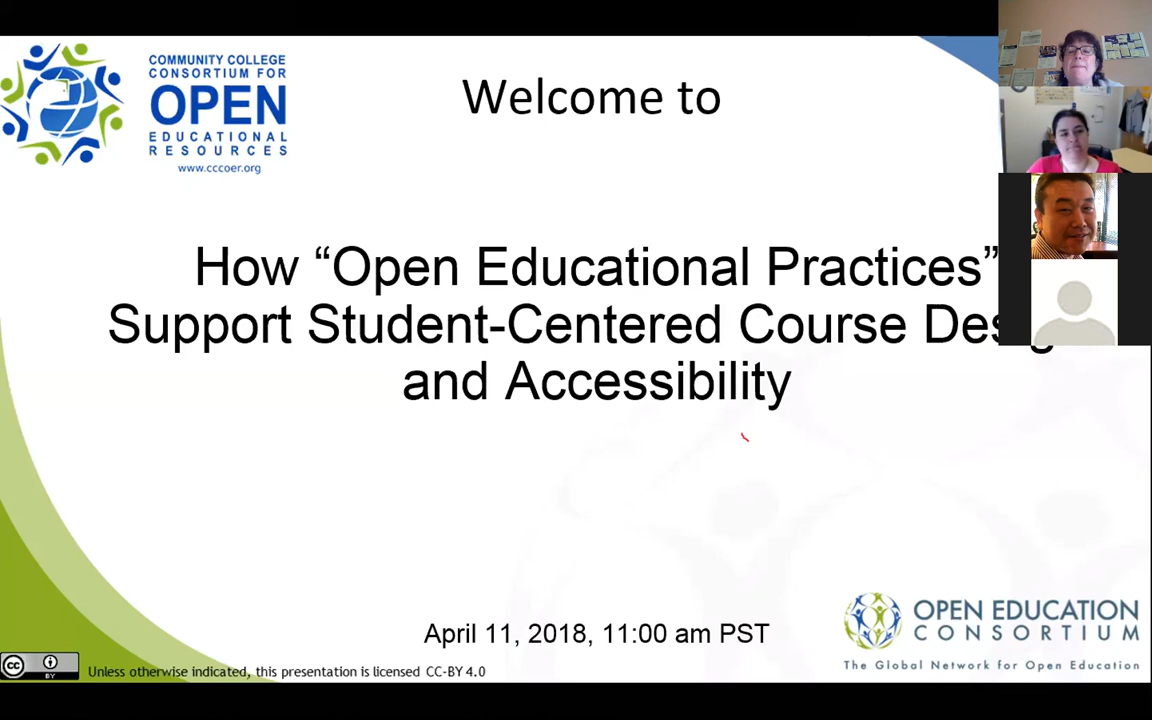 COMMUNITY COLLEGE
CONSORTIUM FOR
OPEN
EDUCATIONAL
RESOURCES
www.cccoer.org
Welcome to
How “Open Educational Practices”
Support Student-Centered Course
and Accessibility
April 11, 2018, 11:00 am PST
OPEN EDUCATION
CONSORTIUM
The Global Network for Open Education
cc
BY
Unless otherwise indicated, this presentation is licensed CC-BY 4.0